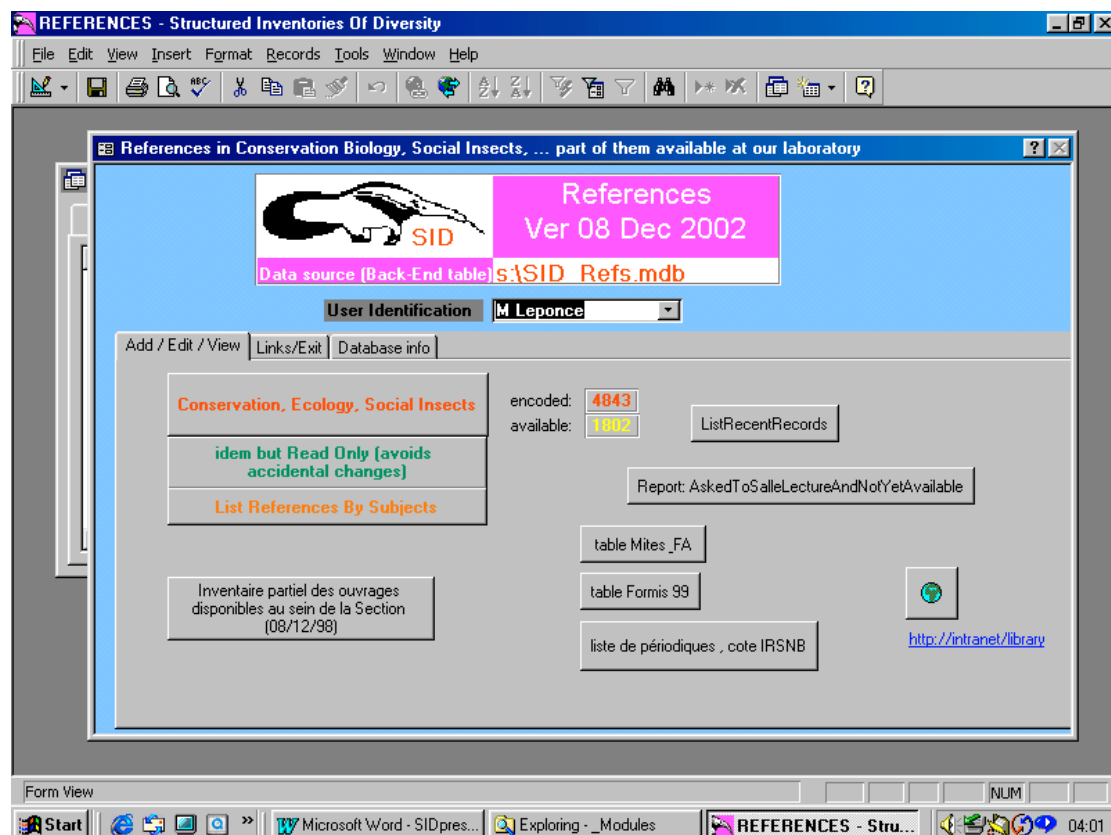 REFERENCES - Structured Inventories Of Diversity
File Edit View Insert Format Records Tools Window Help
References in Conservation Biology, Social Insects, ... part of them available at our laboratory
SID
References
Ver 08 Dec 2002
Data source (Back-End table) s:\SID_Refs.mdb
User Identification M Leponce
Add / Edit / View Links/Exit Database info
Conservation, Ecology, Social Insects
encoded: 4843
available: 1802
ListRecentRecords
idem but Read Only (avoids
accidental changes)
List References By Subjects
Report: AskedToSalleLectureAndNotYetAvailable
table Mites_FA
Inventaire partiel des ouvrages
disponibles au sein de la Section
(08/12/98)
table Formis 99
liste de périodiques , cote IRSNB
http://intranet/library
Form View
NUM
Start
Microsoft Word - SIDpres...
Exploring - _Modules
REFERENCES - Stru...
04:01